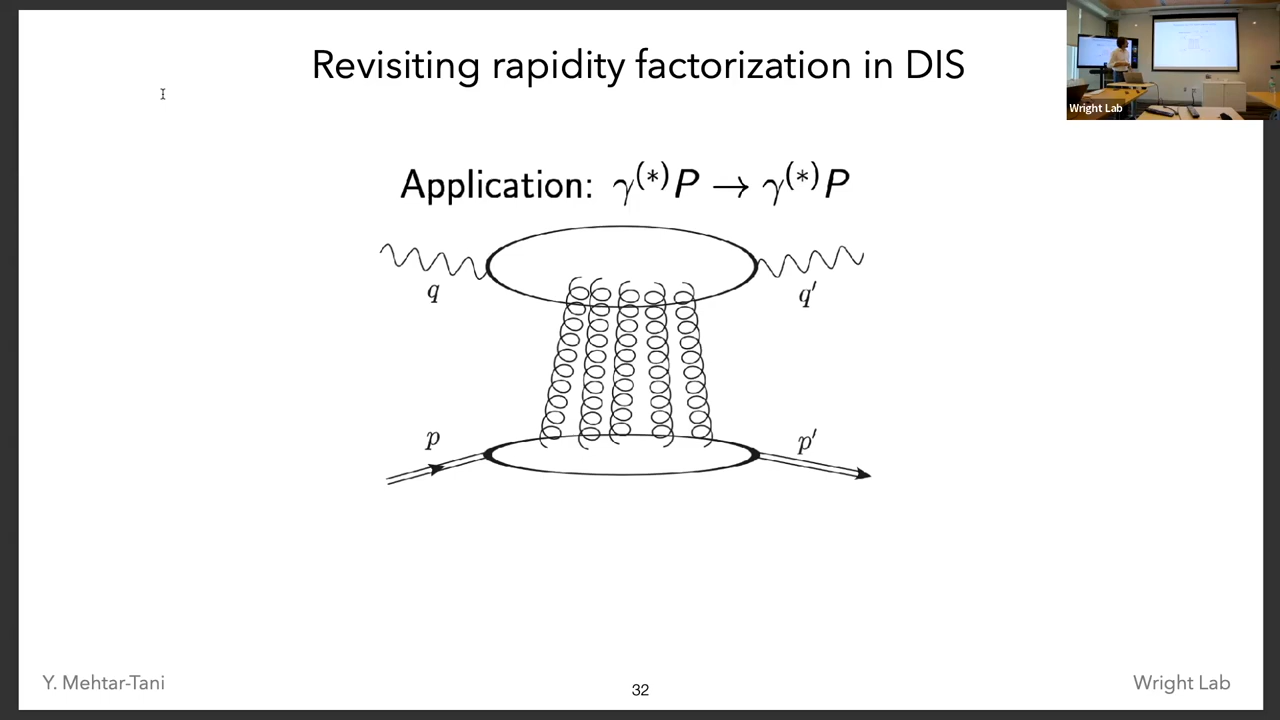 Revisiting rapidity factorization in DIS
Wright Lab
Application: γ(*)P → γ(*)P
q
q′
p
p′
Y. Mehtar-Tani
32
Wright Lab